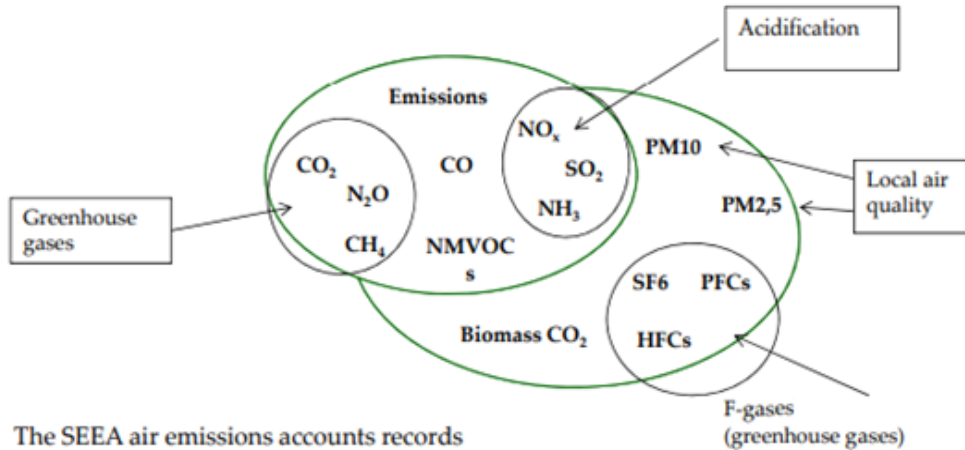 Acidification
Emissions
NOₓ
PM10
CO₂
CO
SO₂
Local air
quality
N₂O
PM2,5
NH₃
Greenhouse
gases
CH₄
NMVOC
s
SF6 PFCs
Biomass CO₂
HFCs
F-gases
(greenhouse gases)
The SEEA air emissions accounts records